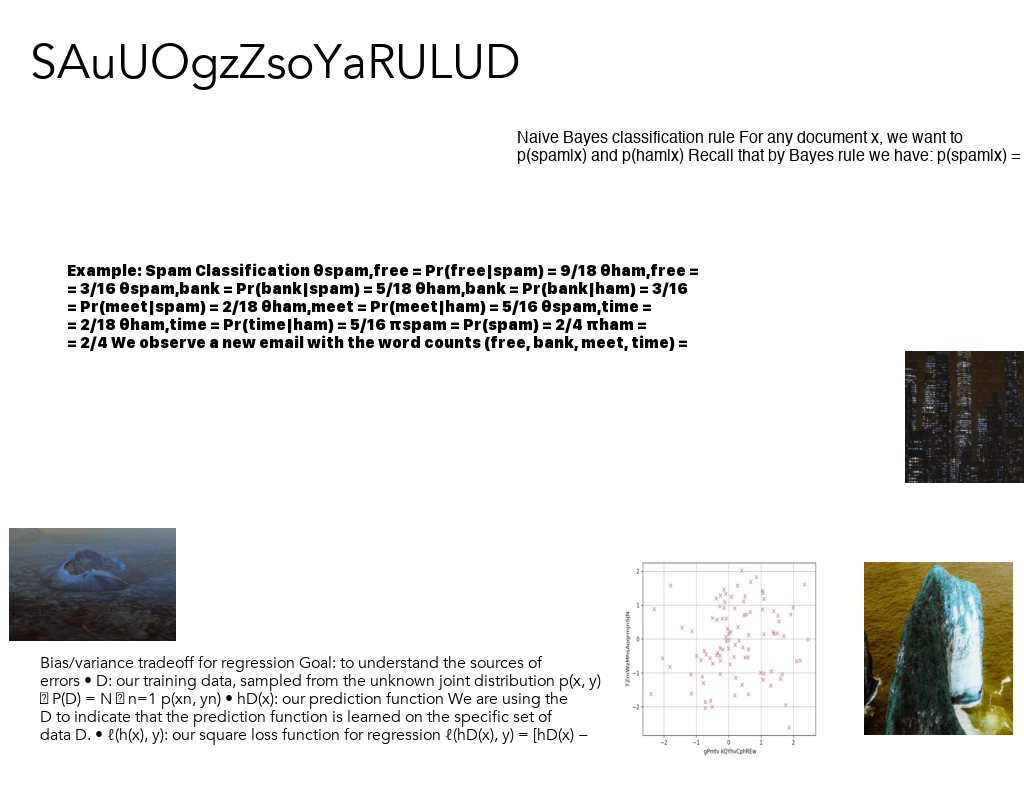 SAuUOgzZsoYaRULUD
Naive Bayes classification rule For any document x, we want to
p(spam|x) and p(ham|x) Recall that by Bayes rule we have: p(spam|x) =
Example: Spam Classification θspam,free = Pr(free|spam) = 9/18 θham,free =
= 3/16 θspam,bank = Pr(bank|spam) = 5/18 θham,bank = Pr(bank|ham) = 3/16
= Pr(meet|spam) = 2/18 θham,meet = Pr(meet|ham) = 5/16 θspam,time =
= 2/18 θham,time = Pr(time|ham) = 5/16 πspam = Pr(spam) = 2/4 πham =
= 2/4 We observe a new email with the word counts (free, bank, meet, time) =
Bias/variance tradeoff for regression Goal: to understand the sources of
errors • D: our training data, sampled from the unknown joint distribution p(x, y)
P(D) = N n=1 p(xn, yn) • hD(x): our prediction function We are using the
D to indicate that the prediction function is learned on the specific set of
data D. • ℓ(h(x), y): our square loss function for regression ℓ(hD(x), y) = [hD(x) −
2
1
0
−1
−2
−2 −1 0 1 2